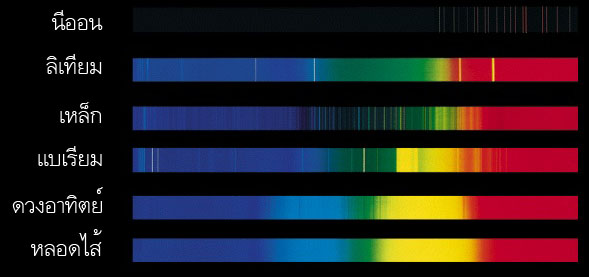 นีออน
ลิเทียม
เหล็ก
แบเรียม
ดวงอาทิตย์
หลอดไส้